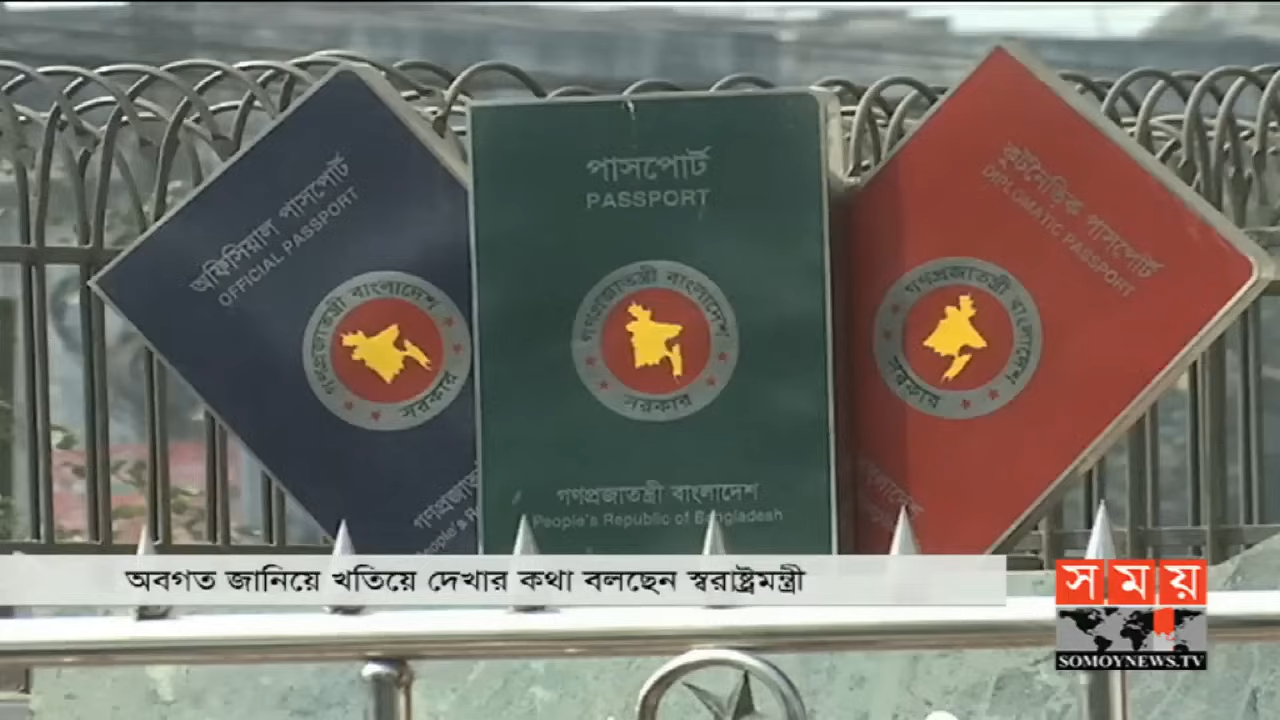 অফিসিয়াল পাসপোর্ট
OFFICIAL PASSPORT
গণপ্রজাতন্ত্রী বাংলাদেশ
সরকার
পাসপোর্ট
PASSPORT
গণপ্রজাতন্ত্রী বাংলাদেশ
সরকার
গণপ্রজাতন্ত্রী বাংলাদেশ
People's Republic of Bangladesh
কূটনৈতিক পাসপোর্ট
DIPLOMATIC PASSPORT
গণপ্রজাতন্ত্রী বাংলাদেশ
সরকার
অবগত জানিয়ে খতিয়ে দেখার কথা বলছেন স্বরাষ্ট্রমন্ত্রী
সময়
SOMOYNEWS.TV